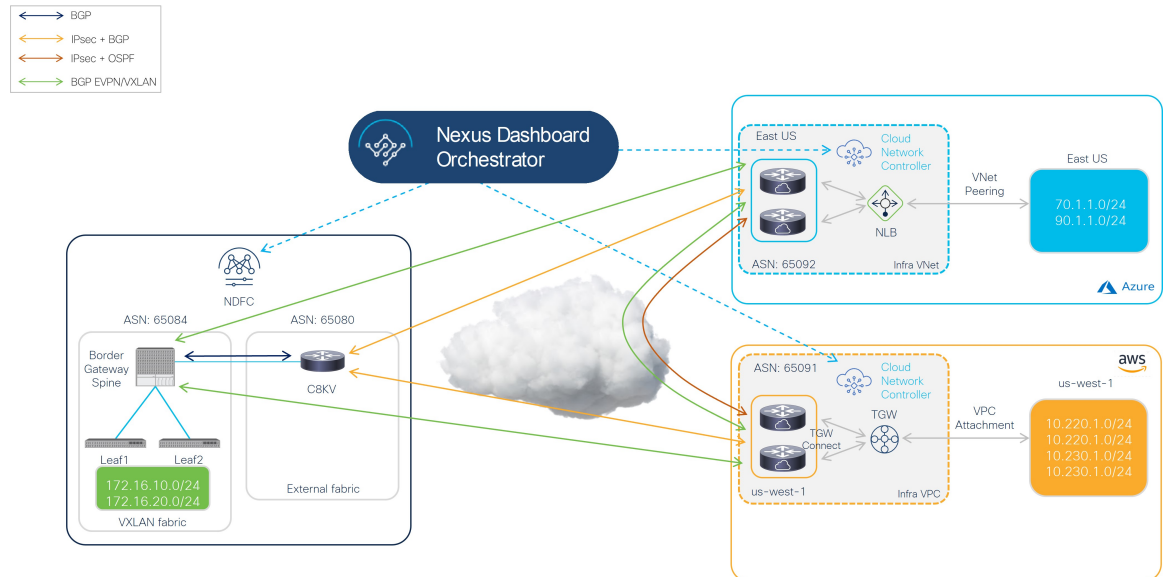 BGP
IPsec + BGP
IPsec + OSPF
BGP EVPN/VXLAN
Nexus Dashboard
Orchestrator
East US
Cloud
Network
Controller
NLB
ASN: 65092
Infra VNet
VNet
Peering
East US
70.1.1.0/24
90.1.1.0/24
Azure
NDFC
ASN: 65084
Border
Gateway
Spine
Leaf1
Leaf2
172.16.10.0/24
172.16.20.0/24
VXLAN fabric
ASN: 65080
C8KV
External fabric
ASN: 65091
Cloud
Network
Controller
TGW
TGW
Connect
us-west-1
Infra VPC
VPC
Attachment
aws
us-west-1
10.220.1.0/24
10.220.1.0/24
10.230.1.0/24
10.230.1.0/24